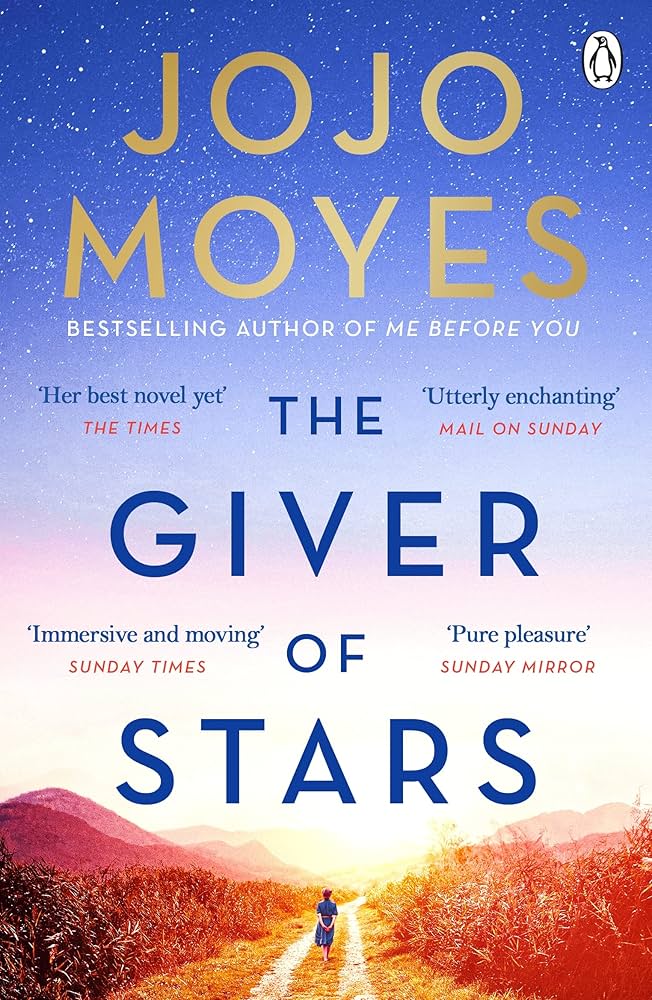 JOJO
MOYES
BESTSELLING AUTHOR OF ME BEFORE YOU
‘Her best novel yet’
THE TIMES
THE
‘Utterly enchanting’
MAIL ON SUNDAY
GIVER
‘Immersive and moving’
SUNDAY TIMES
OF
‘Pure pleasure’
SUNDAY MIRROR
STARS